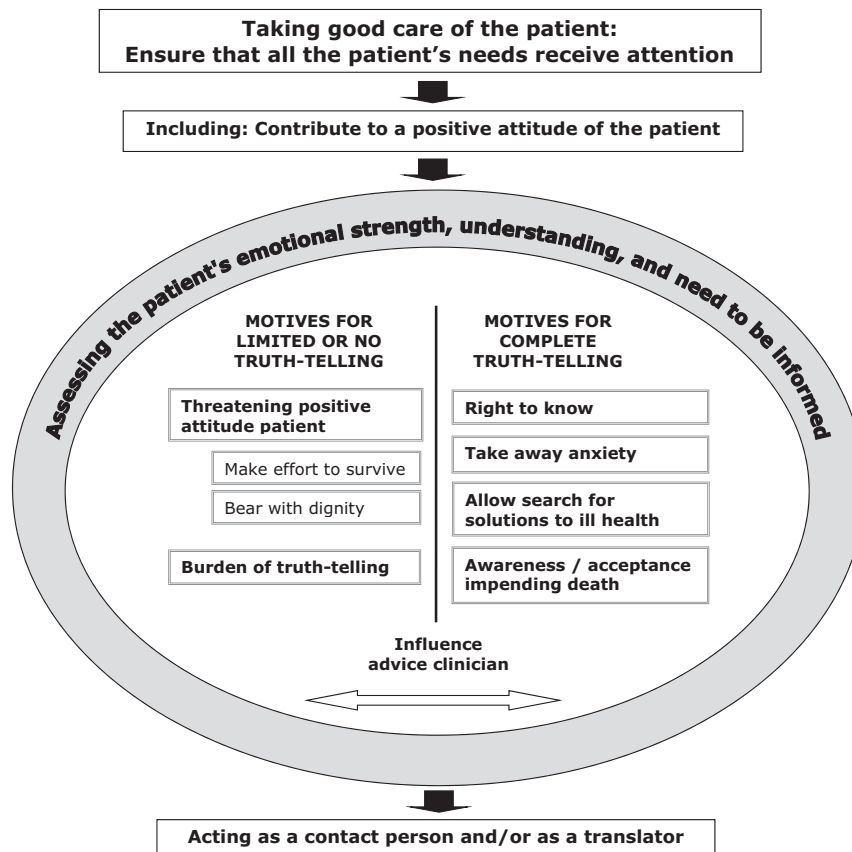 Taking good care of the patient:
Ensure that all the patient's needs receive attention
Including: Contribute to a positive attitude of the patient
Assessing the patient's emotional strength, understanding, and need to be informed
MOTIVES FOR
LIMITED OR NO
TRUTH-TELLING
Threatening positive
attitude patient
Make effort to survive
Bear with dignity
Burden of truth-telling
MOTIVES FOR
COMPLETE
TRUTH-TELLING
Right to know
Take away anxiety
Allow search for
solutions to ill health
Awareness / acceptance
impending death
Influence
advice clinician
Acting as a contact person and/or as a translator